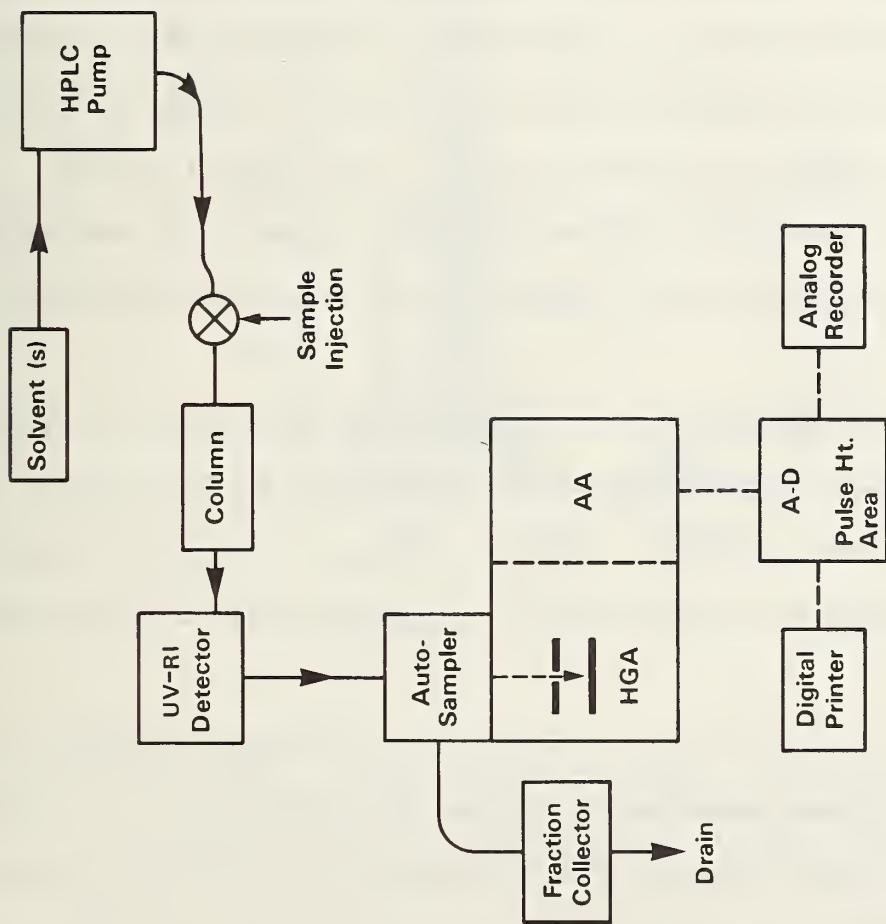 HPLC
Pump
Solvent (s)
Sample
Injection
Column
UV-RI
Detector
Auto-
Sampler
AA
HGA
Analog
Recorder
A-D
Pulse Ht.
Area
Digital
Printer
Fraction
Collector
Drain